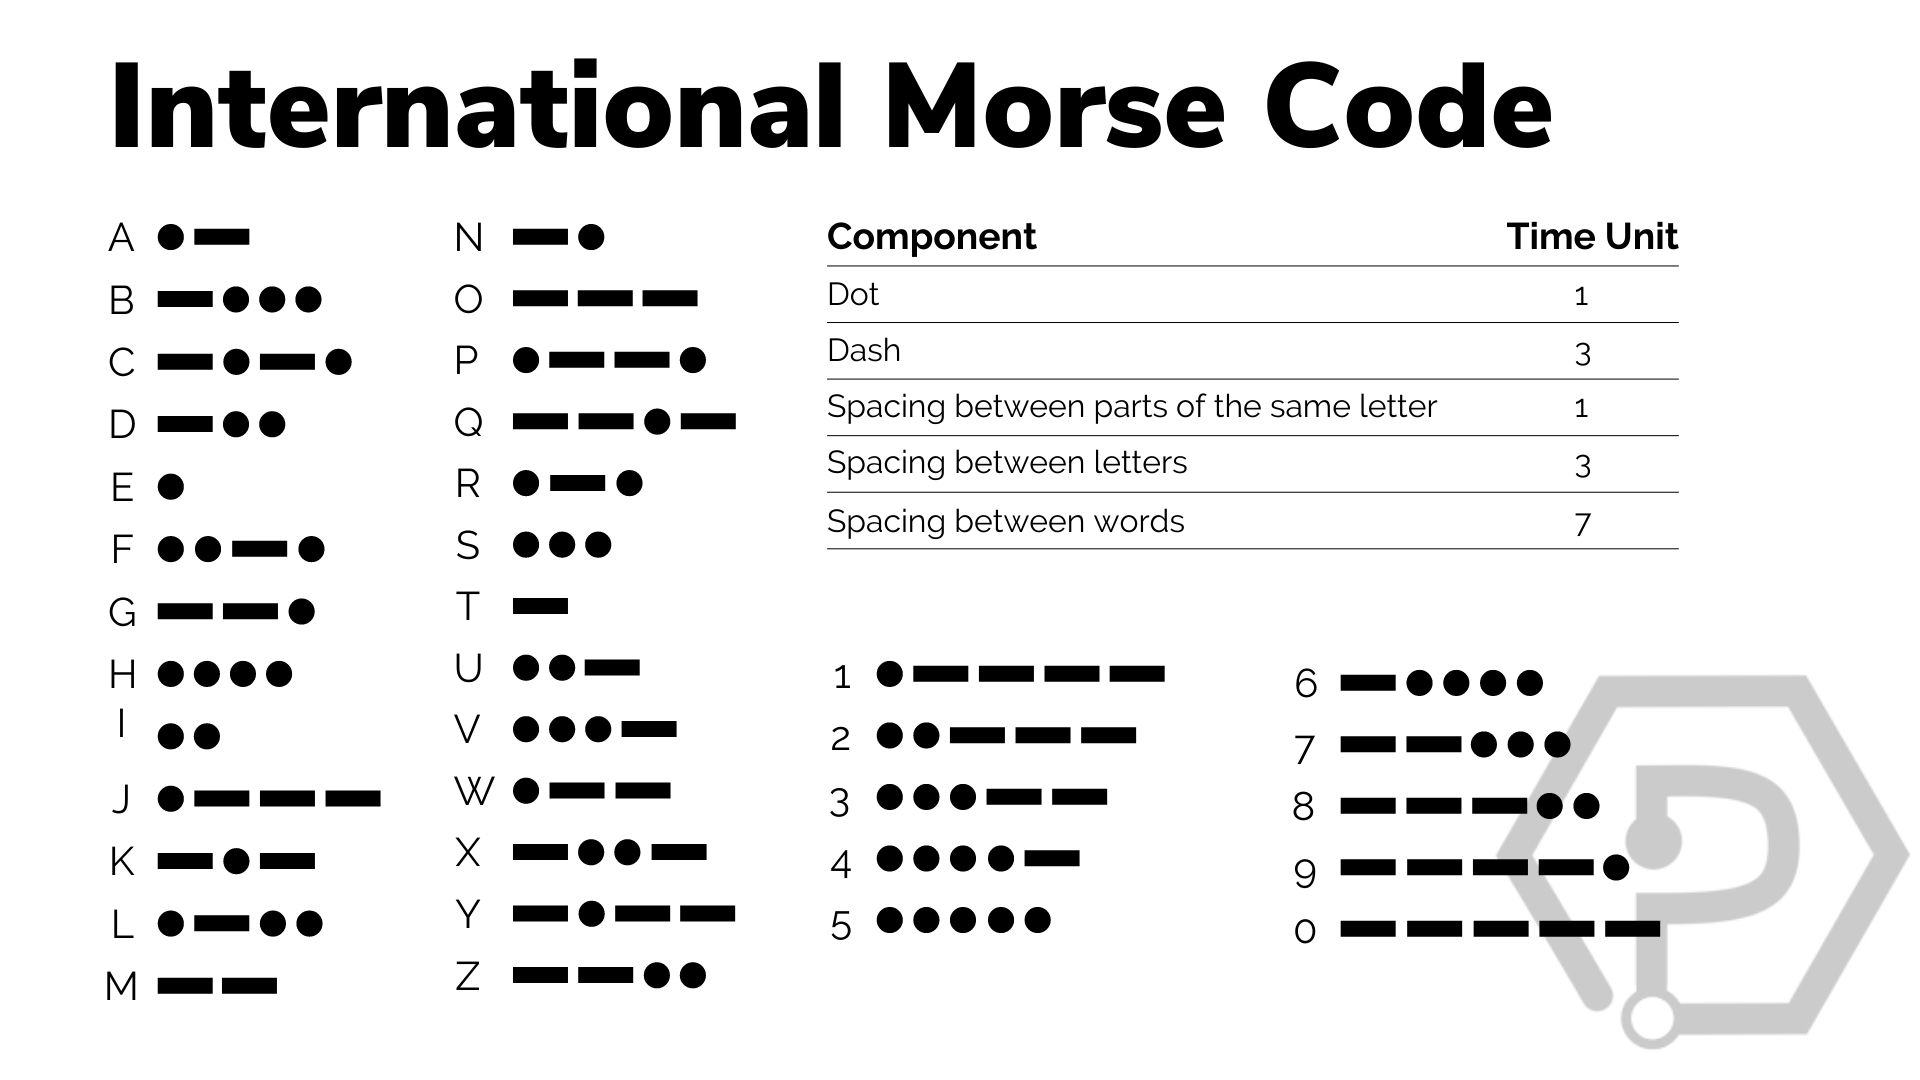 International Morse Code
A ●▬
B ▬●●●
C ▬●▬●
D ▬●●
E ●
F ●●▬●
G ▬▬●
H ●●●●
I ●●
J ●▬▬▬
K ▬●▬
L ●▬●●
M ▬▬
N ▬●
O ▬▬▬
P ●▬▬●
Q ▬▬●▬
R ●▬●
S ●●●
T ▬
U ●●▬
V ●●●▬
W ●▬▬
X ▬●●▬
Y ▬●▬▬
Z ▬▬●●
Component Time Unit
Dot 1
Dash 3
Spacing between parts of the same letter 1
Spacing between letters 3
Spacing between words 7
1 ●▬▬▬▬
2 ●●▬▬▬
3 ●●●▬▬
4 ●●●●▬
5 ●●●●●
6 ▬●●●●
7 ▬▬●●●
8 ▬▬▬●●
9 ▬▬▬▬●
0 ▬▬▬▬▬